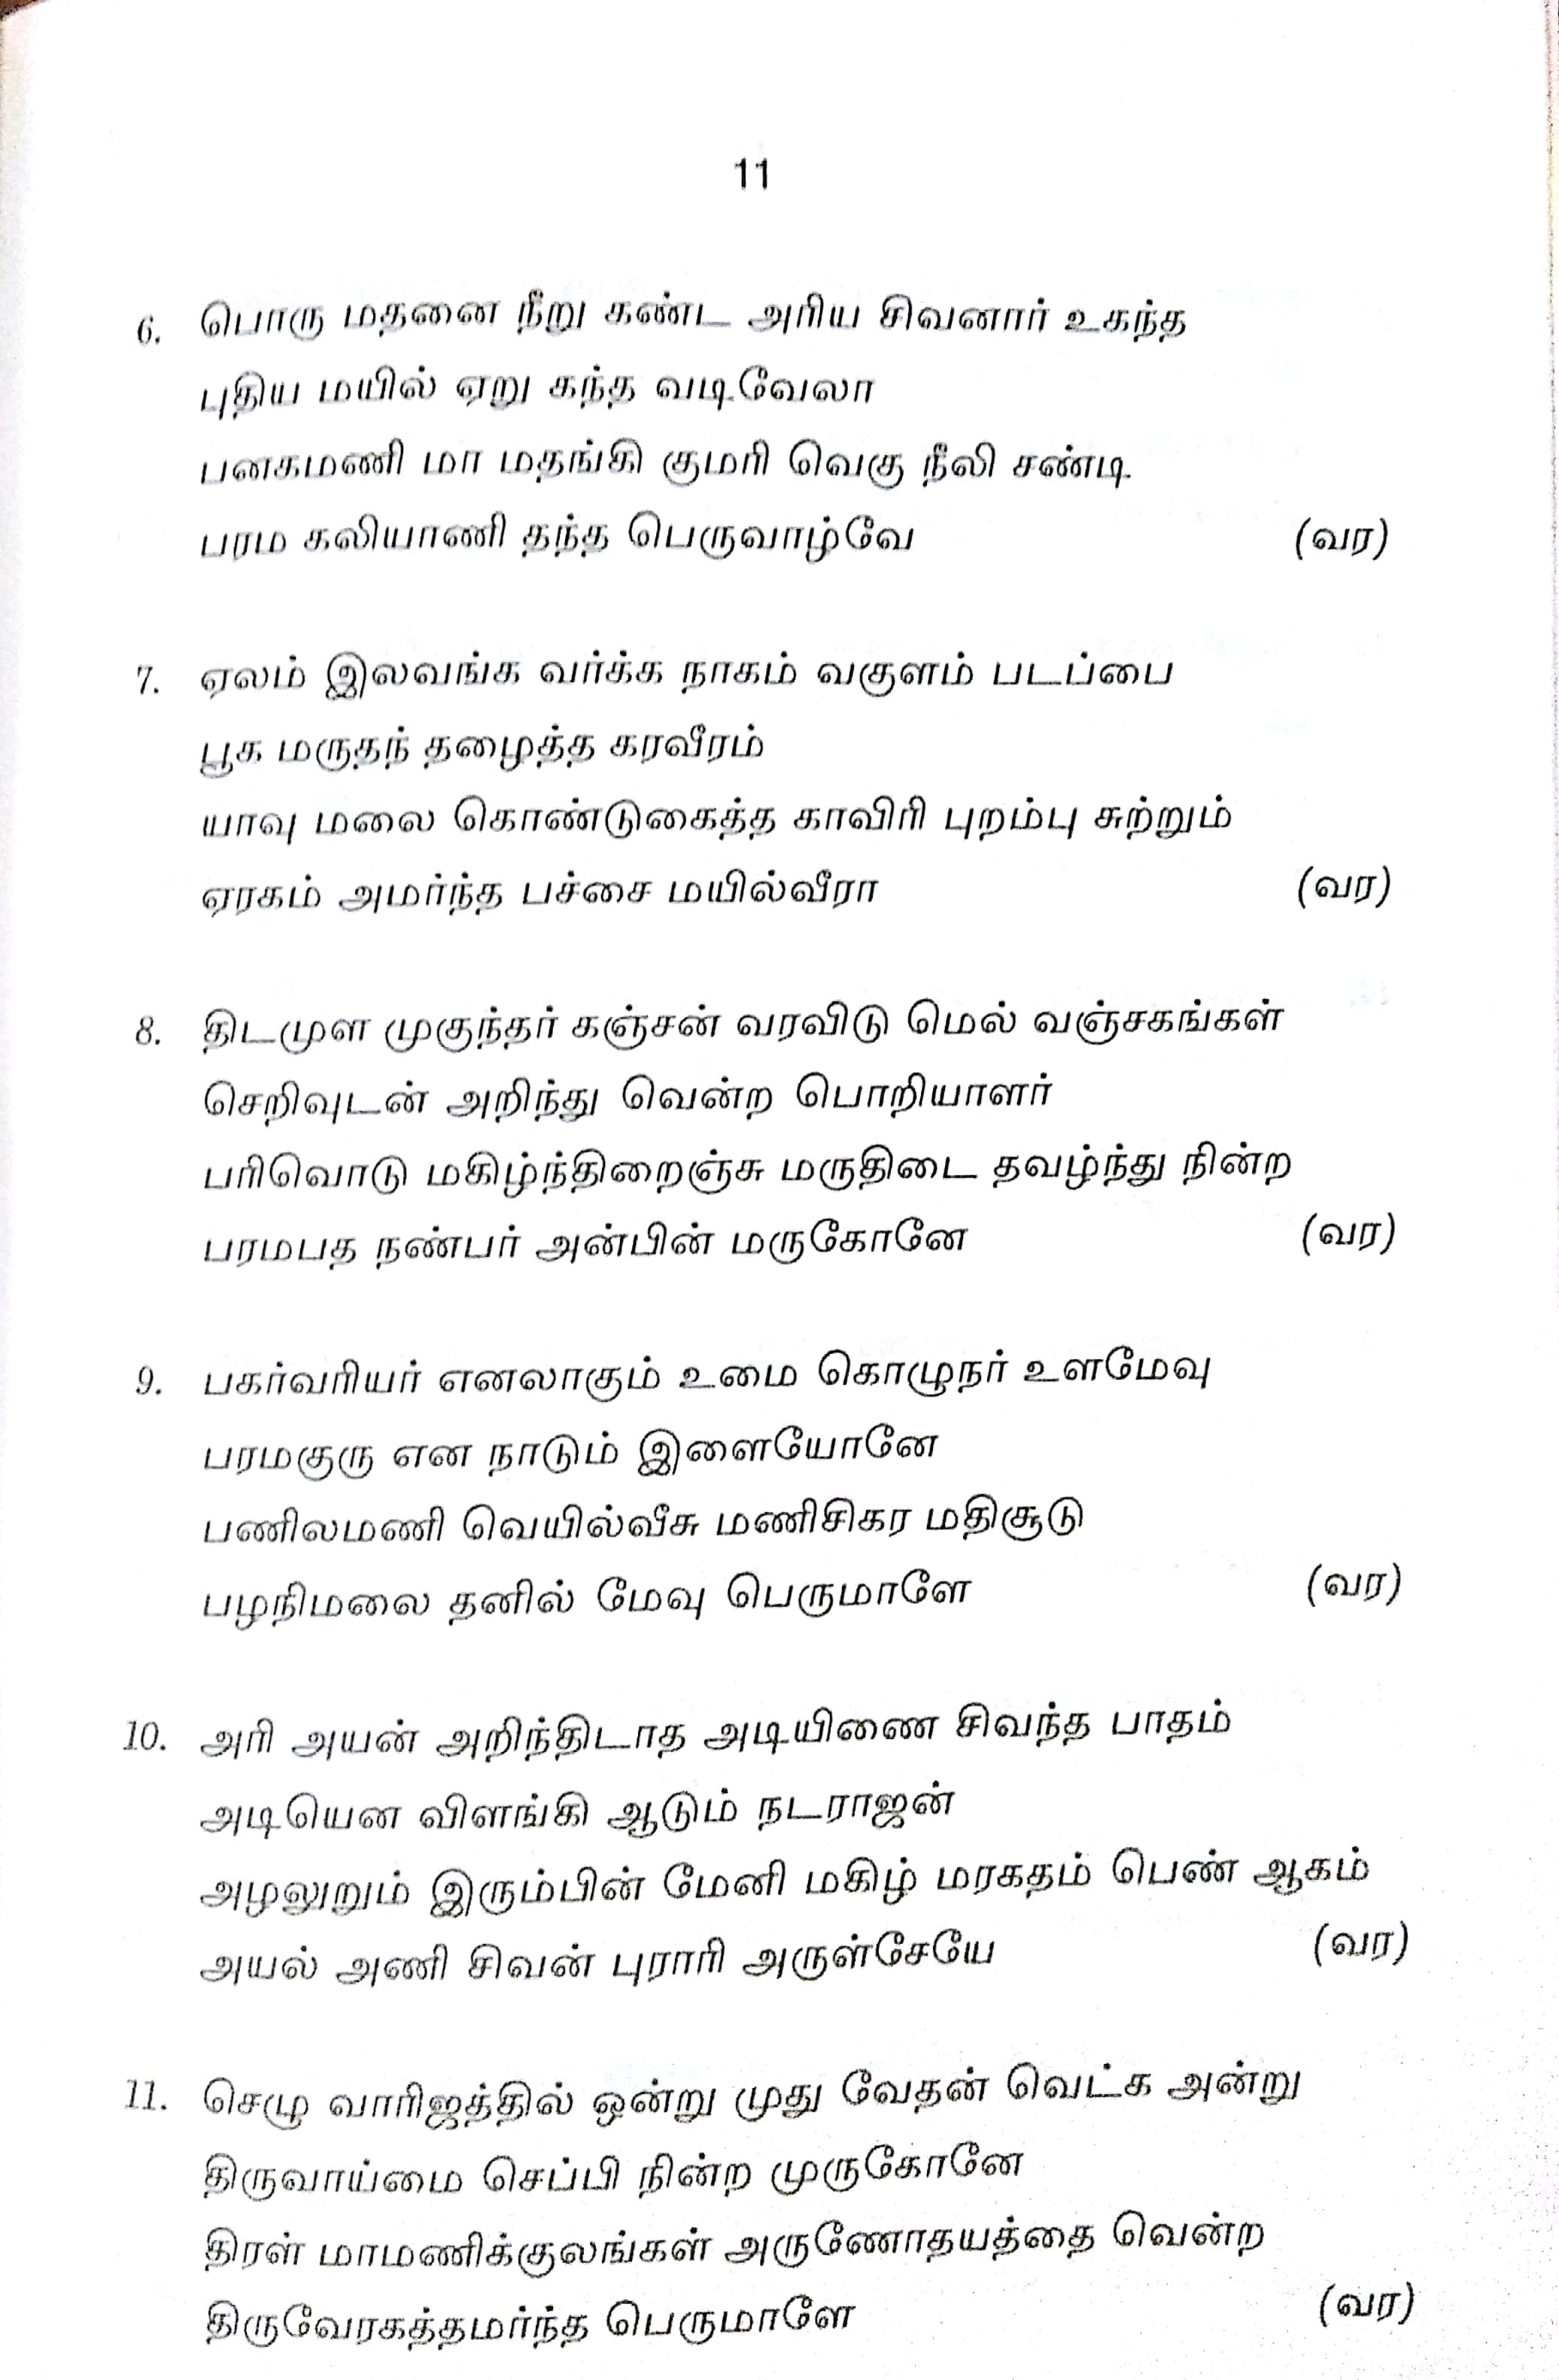 11
6. பொரு மதனை நீறு கண்ட அரிய சிவனார் உகந்த
புதிய மயில் ஏறு கந்த வடிவேலா
பனகமணி மா மதங்கி குமரி வெகு நீலி சண்டி
பரம கலியாணி தந்த பெருவாழ்வே (வர)
7. ஏலம் இலவங்க வர்க்க நாகம் வகுளம் படப்பை
பூக மருதந் தழைத்த கரவீரம்
யாவு மலை கொண்டுகைத்த காவிரி புறம்பு சுற்றும்
ஏரகம் அமர்ந்த பச்சை மயில்வீரா (வர)
8. திடமுள முகுந்தர் கஞ்சன் வரவிடு மெல் வஞ்சகங்கள்
செறிவுடன் அறிந்து வென்ற பொறியாளர்
பரிவொடு மகிழ்ந்திறைஞ்சு மருதிடை தவழ்ந்து நின்ற
பரமபத நண்பர் அன்பின் மருகோனே (வர)
9. பகர்வரியர் எனலாகும் உமை கொழுநர் உளமேவு
பரமகுரு என நாடும் இளையோனே
பணிலமணி வெயில்வீசு மணிசிகர மதிசூடு
பழநிமலை தனில் மேவு பெருமாளே (வர)
10. அரி அயன் அறிந்திடாத அடியிணை சிவந்த பாதம்
அடியென விளங்கி ஆடும் நடராஜன்
அழலுறும் இரும்பின் மேனி மகிழ் மரகதம் பெண் ஆகம்
அயல் அணி சிவன் புராரி அருள்சேயே (வர)
11. செழு வாரிஜத்தில் ஒன்று முது வேதன் வெட்க அன்று
திருவாய்மை செப்பி நின்ற முருகோனே
திரள் மாமணிக்குலங்கள் அருணோதயத்தை வென்ற
திருவேரகத்தமர்ந்த பெருமாளே (வர)